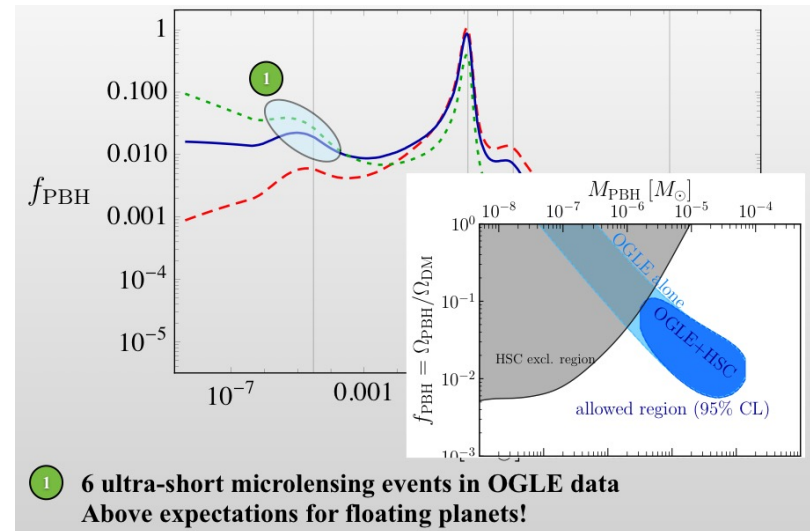 1
1
0.100
0.010
0.001
10⁻⁴
10⁻⁵
f_PBH
10⁻⁷
0.001
M_PBH [M_⊙]
10⁻⁸
10⁻⁷
10⁻⁶
10⁻⁵
10⁻⁴
f_PBH = Ω_PBH/Ω_DM
10⁰
10⁻¹
10⁻²
10⁻³
OGLE alone
OGLE+HSC
HSC excl. region
allowed region (95% CL)
1 6 ultra-short microlensing events in OGLE data
Above expectations for floating planets!